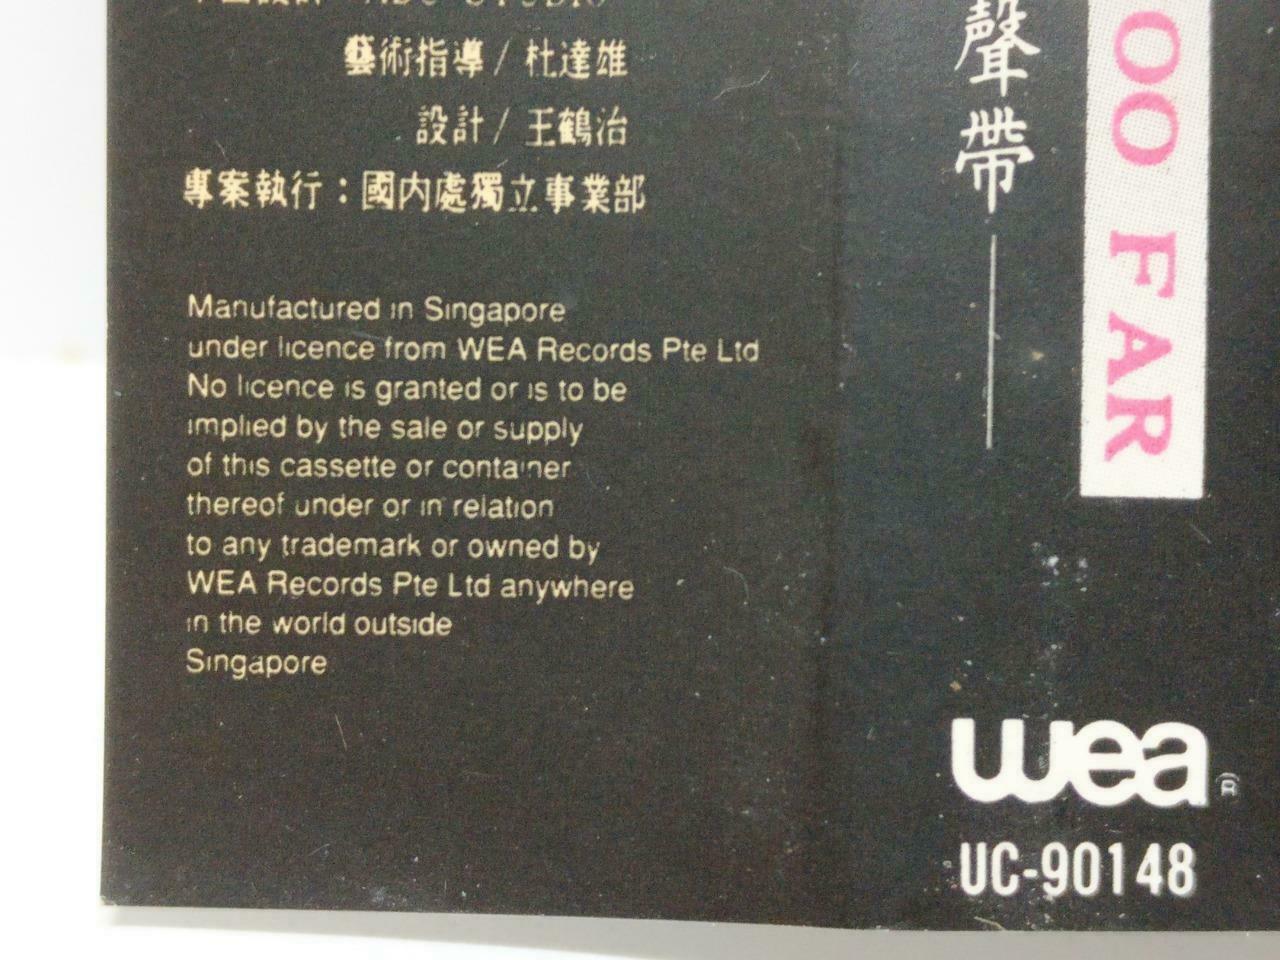 藝術指導/杜達雄
設計/王鶴治
專案執行：國內處獨立事業部
Manufactured in Singapore
under licence from WEA Records Pte Ltd
No licence is granted or is to be
implied by the sale or supply
of this cassette or container
thereof under or in relation
to any trademark or owned by
WEA Records Pte Ltd anywhere
in the world outside
Singapore
聲帶
OO FAR
wea®
UC-90148